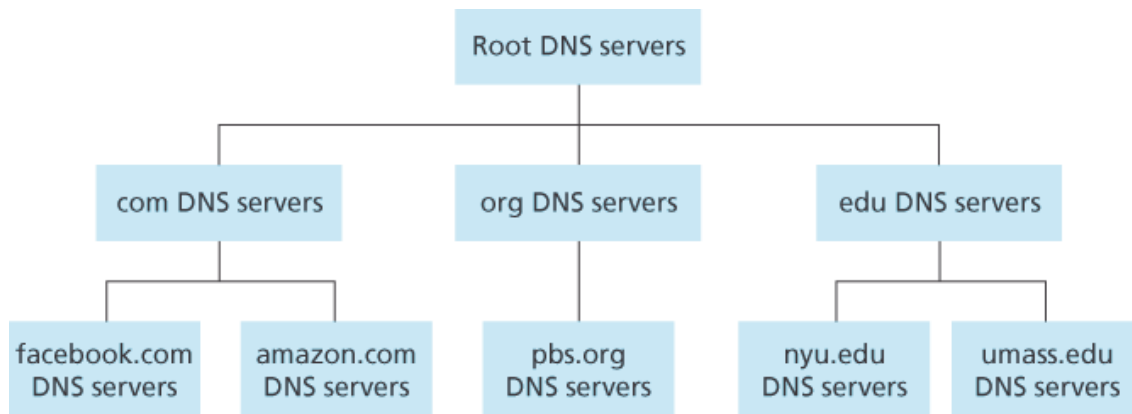 Root DNS servers
com DNS servers
org DNS servers
edu DNS servers
facebook.com
DNS servers
amazon.com
DNS servers
pbs.org
DNS servers
nyu.edu
DNS servers
umass.edu
DNS servers